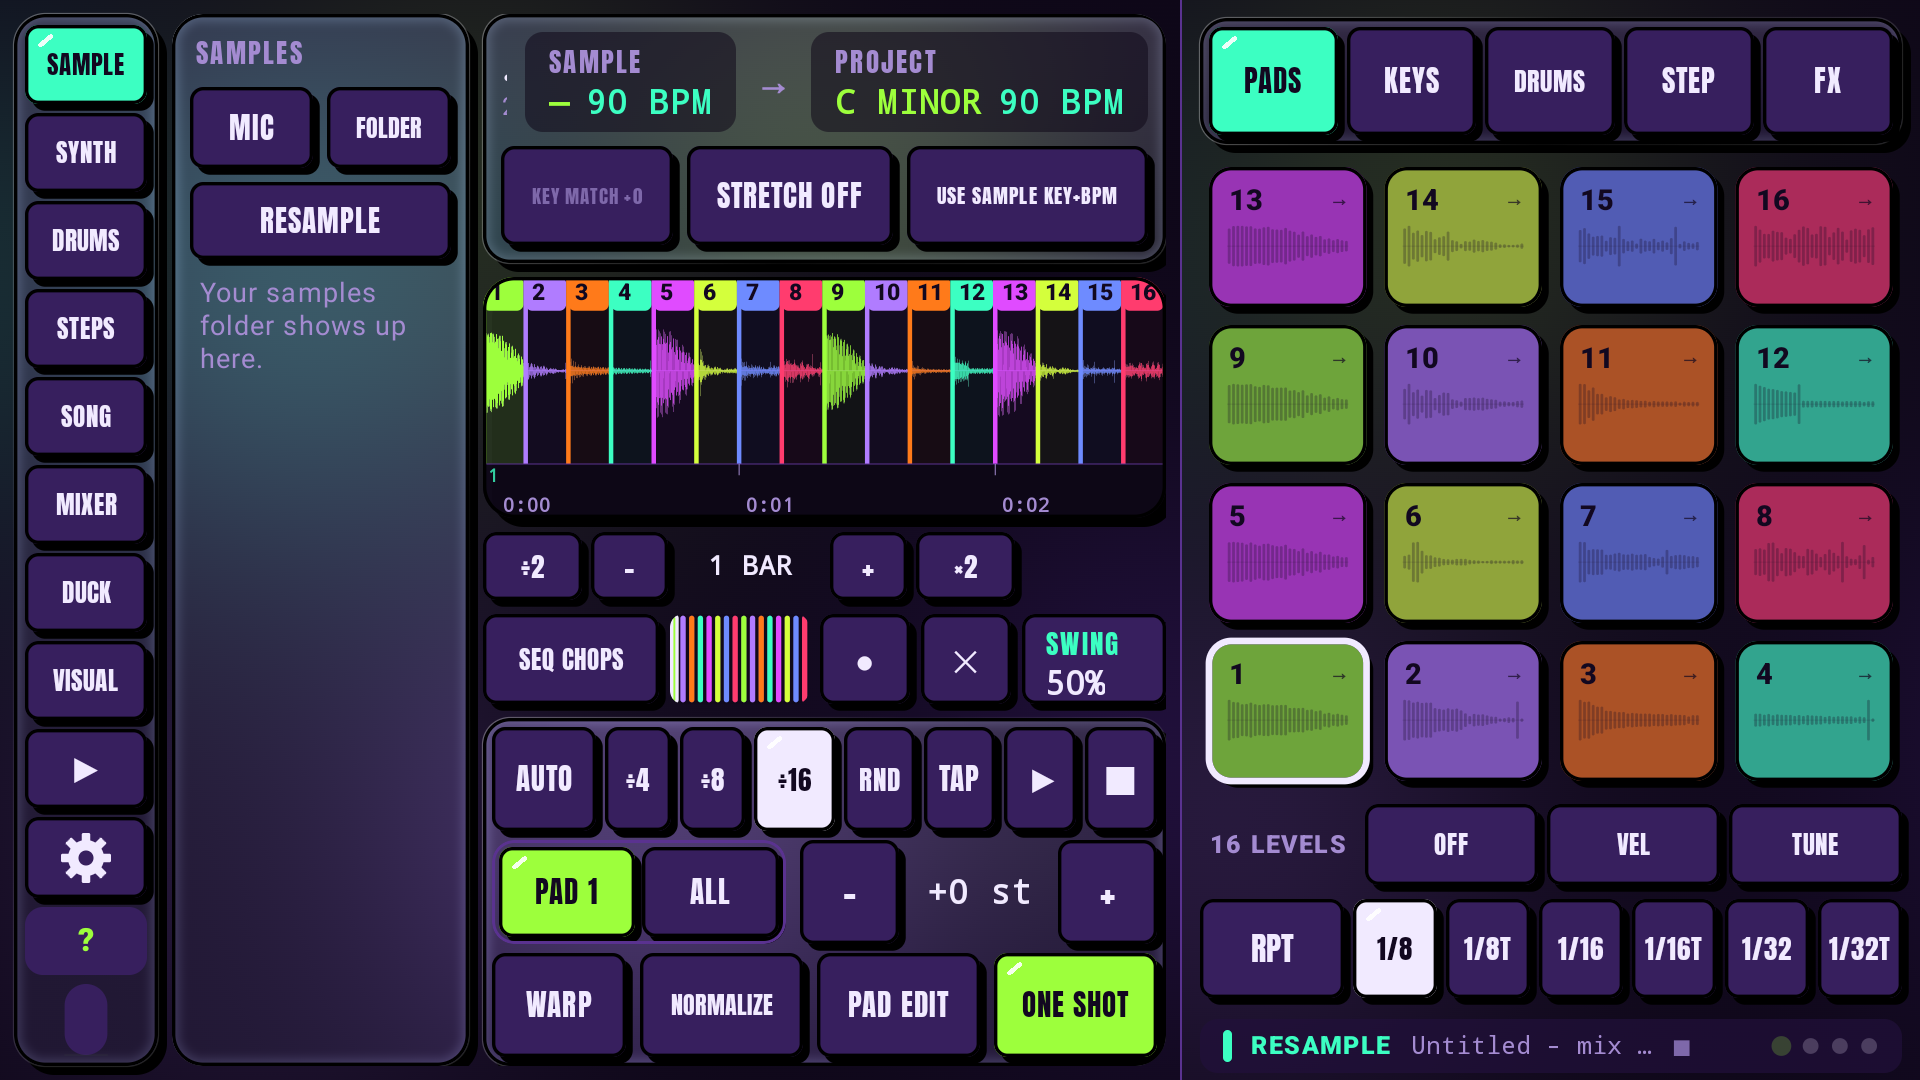 SAMPLE
SYNTH
DRUMS
STEPS
SONG
MIXER
DUCK
VISUAL
?
SAMPLES
MIC
FOLDER
RESAMPLE
Your samples
folder shows up
here.
SAMPLE
— 90 BPM
→
PROJECT
C MINOR 90 BPM
KEY MATCH +0
STRETCH OFF
USE SAMPLE KEY+BPM
1 2 3 4 5 6 7 8 9 10 11 12 13 14 15 16
1
0:00 0:01 0:02
÷2 - 1 BAR + ×2
SEQ CHOPS
SWING
50%
AUTO ÷4 ÷8 ÷16 RND TAP
PAD 1 ALL - +0 st +
WARP NORMALIZE PAD EDIT ONE SHOT
PADS KEYS DRUMS STEP FX
13 → 14 → 15 → 16 →
9 → 10 → 11 → 12 →
5 → 6 → 7 → 8 →
1 → 2 → 3 → 4 →
16 LEVELS OFF VEL TUNE
RPT 1/8 1/8T 1/16 1/16T 1/32 1/32T
RESAMPLE Untitled - mix …